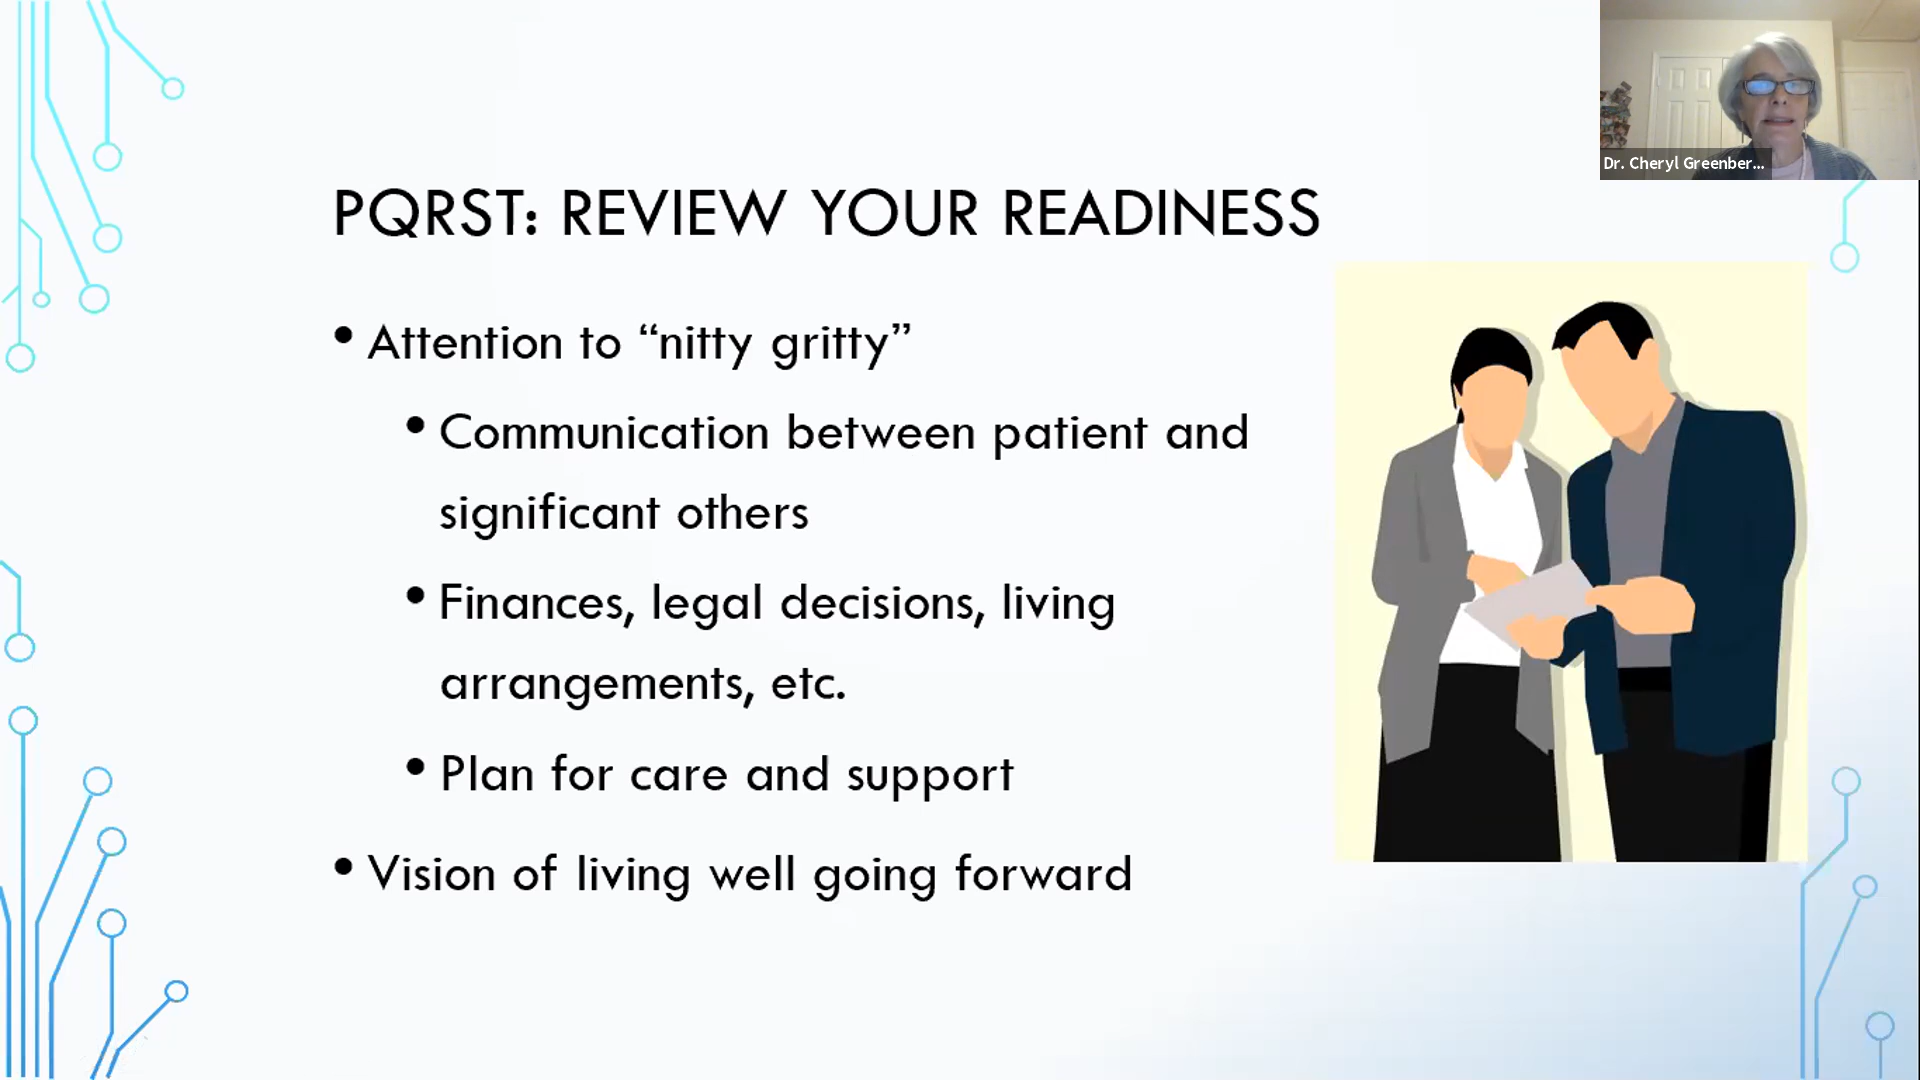 Dr. Cheryl Greenber...
PQRST: REVIEW YOUR READINESS
• Attention to “nitty gritty”
• Communication between patient and
significant others
• Finances, legal decisions, living
arrangements, etc.
• Plan for care and support
• Vision of living well going forward